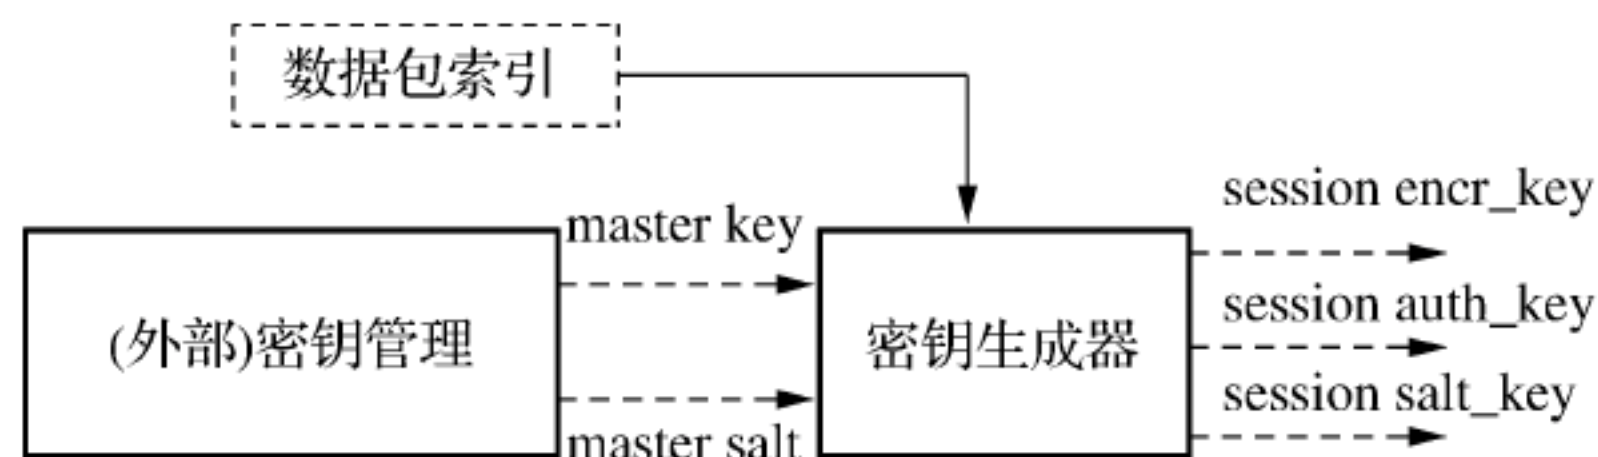 数据包索引
session encr_key
master key
session auth_key
(外部)密钥管理
密钥生成器
session salt_key
master salt